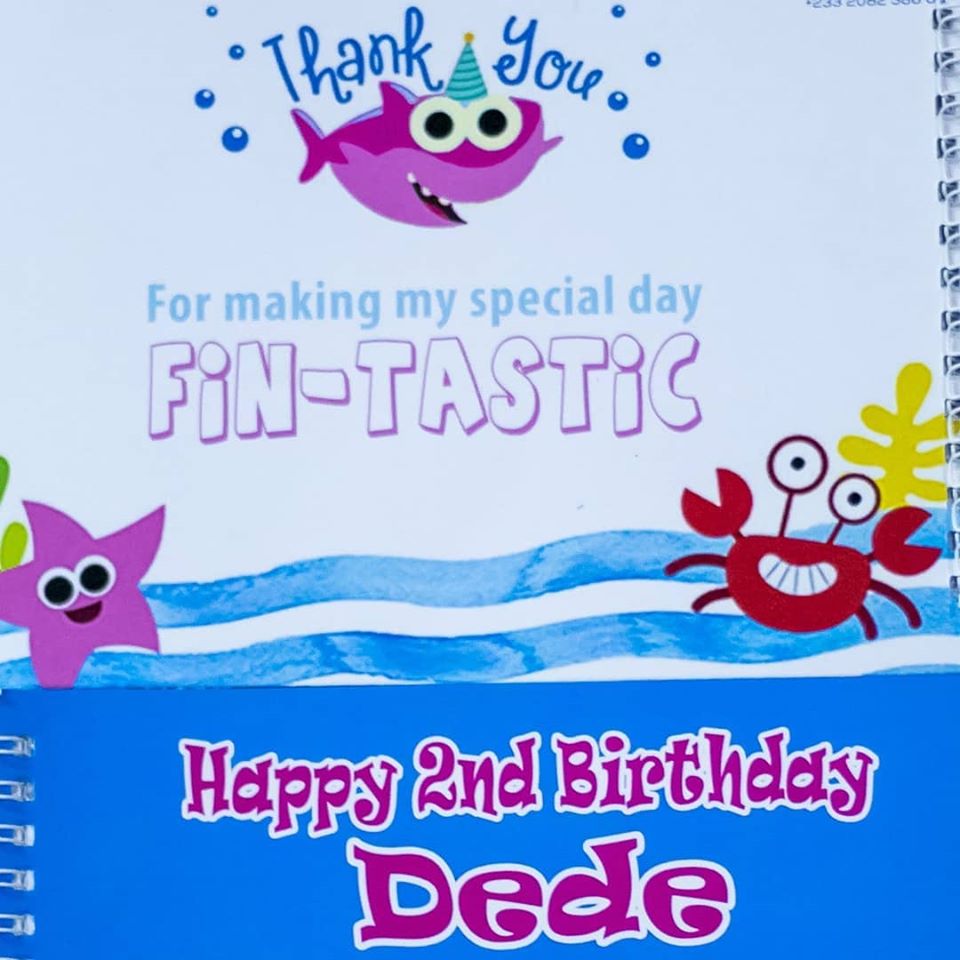 Thank You
For making my special day
FiN-TASTiC
Happy 2nd Birthday
Dede